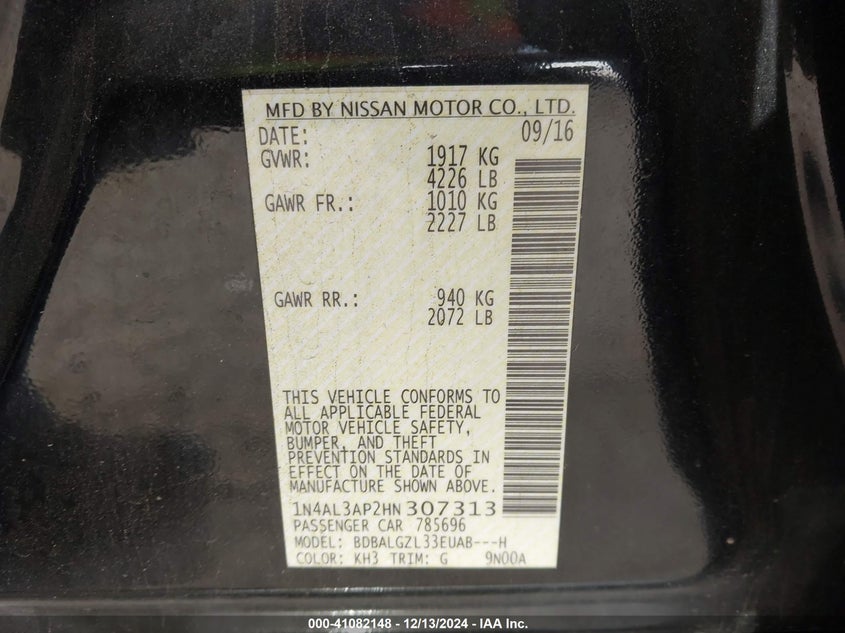 MFD BY NISSAN MOTOR CO., LTD.
DATE: 09/16
GVWR: 1917 KG
4226 LB
GAWR FR.: 1010 KG
2227 LB
GAWR RR.: 940 KG
2072 LB
THIS VEHICLE CONFORMS TO
ALL APPLICABLE FEDERAL
MOTOR VEHICLE SAFETY,
BUMPER, AND THEFT
PREVENTION STANDARDS IN
EFFECT ON THE DATE OF
MANUFACTURE SHOWN ABOVE.
1N4AL3AP2HN307313
PASSENGER CAR 785696
MODEL: BDBALGZL33EUAB---H
COLOR: KH3 TRIM: G 9N00A
000-41082148 - 12/13/2024 - IAA Inc.